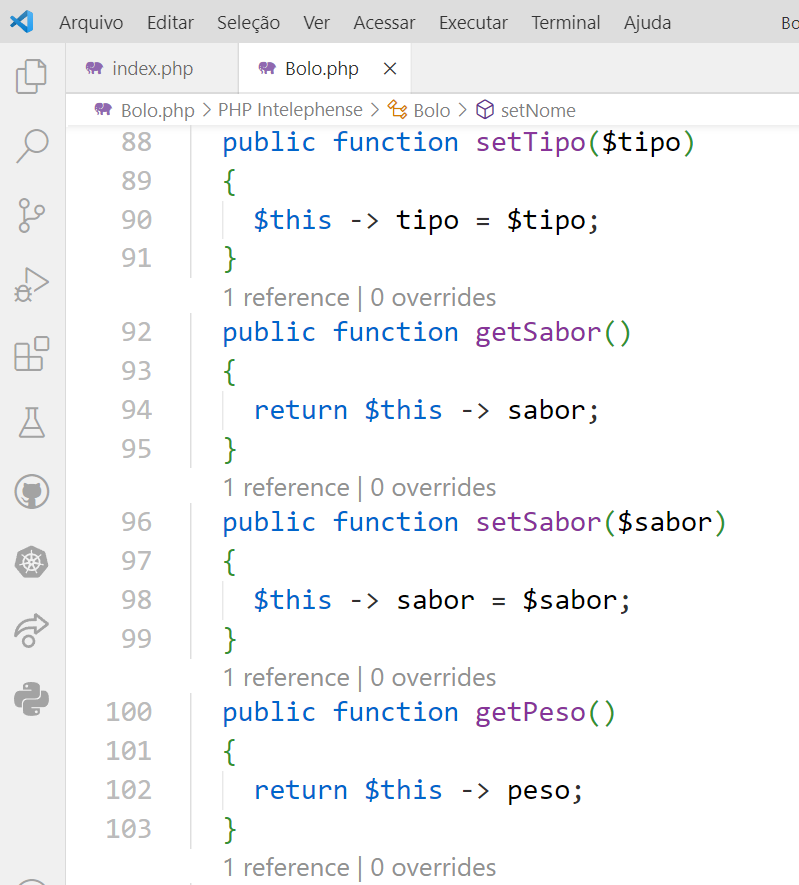 Arquivo Editar Seleção Ver Acessar Executar Terminal Ajuda Bo
index.php Bolo.php
Bolo.php > PHP Intelephense > Bolo > setNome
88 public function setTipo($tipo)
89 {
90 $this -> tipo = $tipo;
91 }
1 reference | 0 overrides
92 public function getSabor()
93 {
94 return $this -> sabor;
95 }
1 reference | 0 overrides
96 public function setSabor($sabor)
97 {
98 $this -> sabor = $sabor;
99 }
1 reference | 0 overrides
100 public function getPeso()
101 {
102 return $this -> peso;
103 }
1 reference | 0 overrides